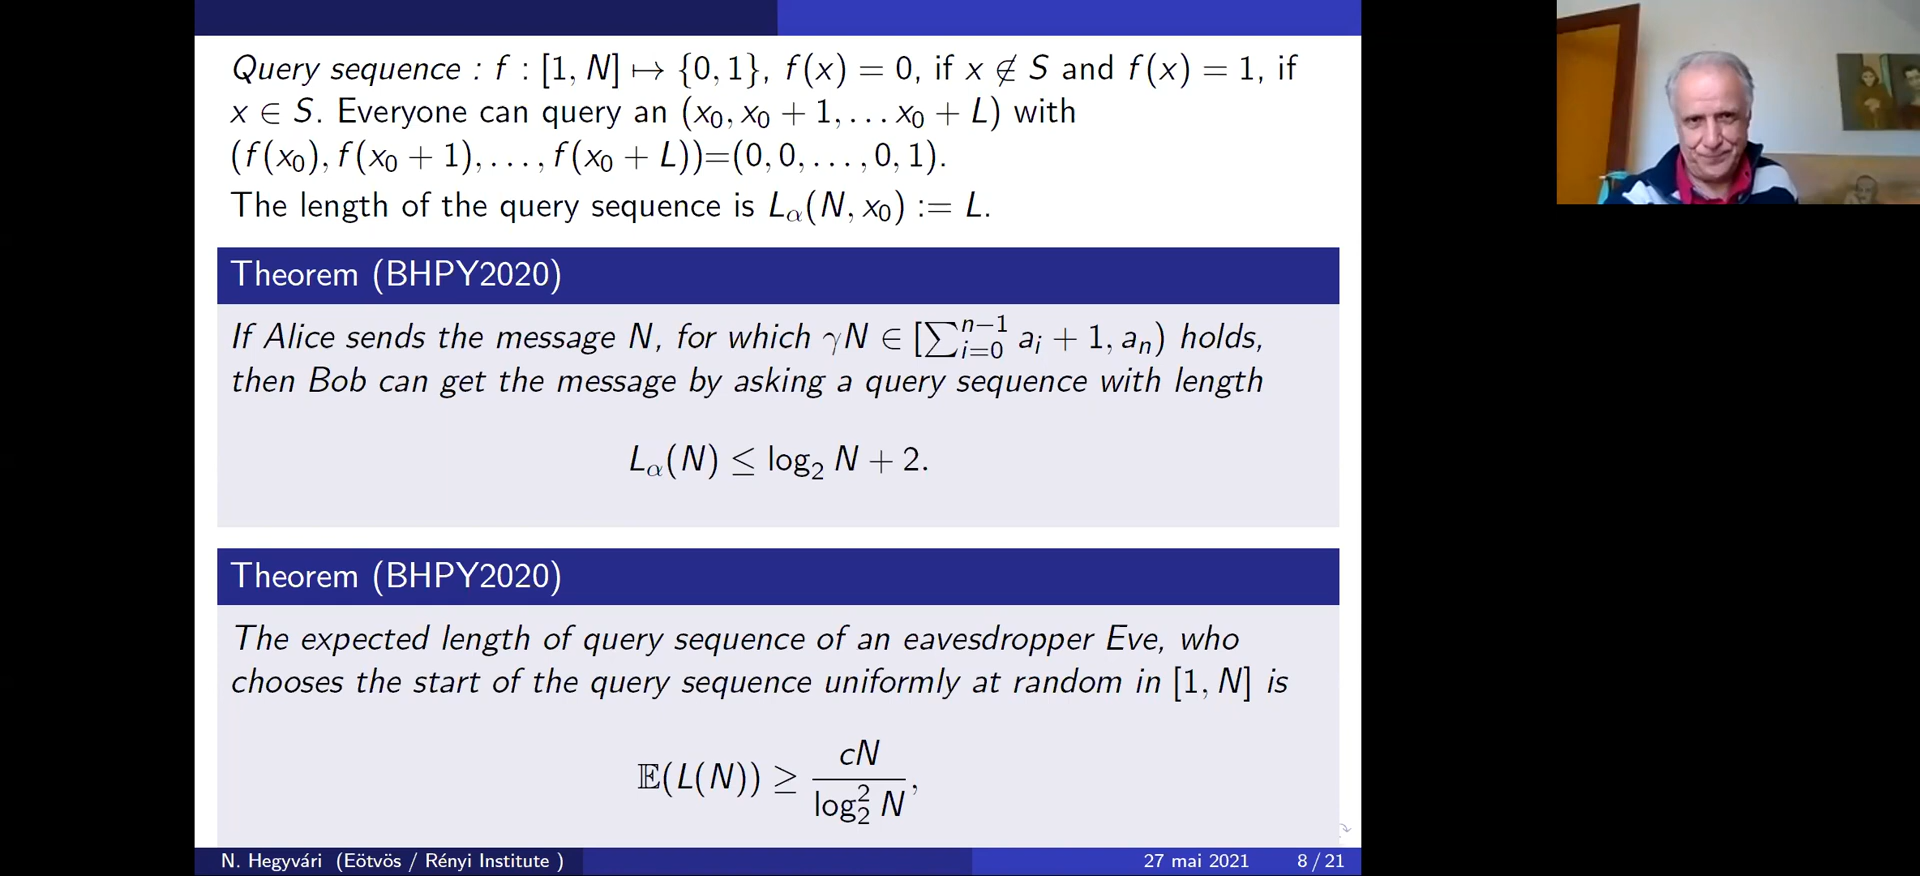 Query sequence : f : [1, N] ↦ {0, 1}, f(x) = 0, if x ∉ S and f(x) = 1, if
x ∈ S. Everyone can query an (x₀, x₀ + 1, . . . x₀ + L) with
(f(x₀), f(x₀ + 1), . . . , f(x₀ + L))=(0, 0, . . . , 0, 1).
The length of the query sequence is L_α(N, x₀) := L.
Theorem (BHPY2020)
If Alice sends the message N, for which γN ∈ [∑_{i=0}^{n−1} a_i + 1, a_n) holds,
then Bob can get the message by asking a query sequence with length
L_α(N) ≤ log₂ N + 2.
Theorem (BHPY2020)
The expected length of query sequence of an eavesdropper Eve, who
chooses the start of the query sequence uniformly at random in [1, N] is
𝔼(L(N)) ≥ cN / log₂² N,
N. Hegyvári (Eötvös / Rényi Institute ) 27 mai 2021 8 / 21